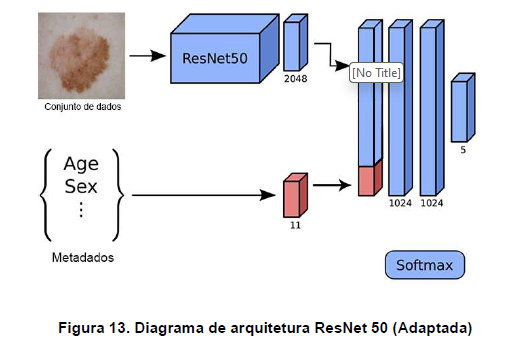 ResNet50
2048
[No Title]
Conjunto de dados
5
Age
Sex
⋮
11
1024
1024
Metadados
Softmax
Figura 13. Diagrama de arquitetura ResNet 50 (Adaptada)